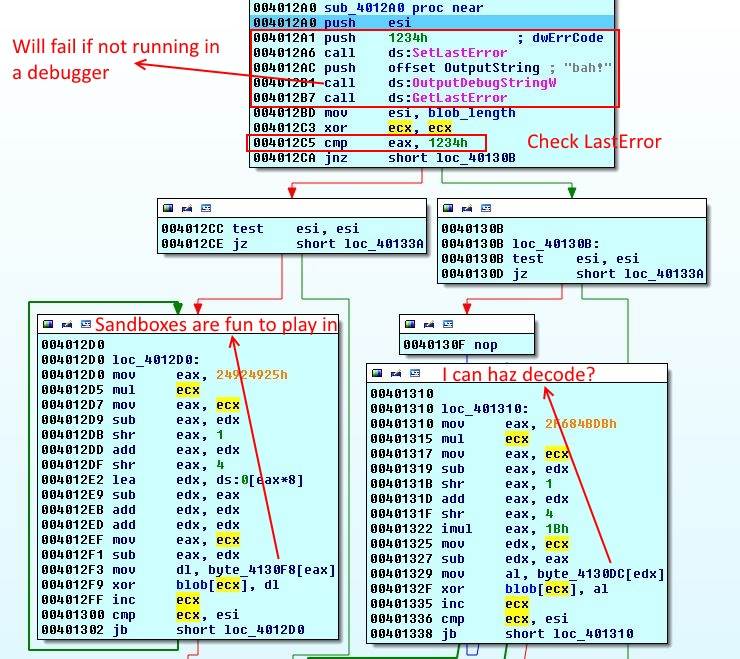 004012A0 sub_4012A0 proc near
004012A0 push esi
004012A1 push 1234h ; dwErrCode
004012A6 call ds:SetLastError
004012AC push offset OutputString ; "bah!"
004012B1 call ds:OutputDebugStringW
004012B7 call ds:GetLastError
004012BD mov esi, blob_length
004012C3 xor ecx, ecx
004012C5 cmp eax, 1234h
004012CA jnz short loc_40130B
Will fail if not running in
a debugger
Check LastError
004012CC test esi, esi
004012CE jz short loc_40133A
0040130B
0040130B loc_40130B:
0040130B test esi, esi
0040130D jz short loc_40133A
Sandboxes are fun to play in
004012D0
004012D0 loc_4012D0:
004012D0 mov eax, 24924925h
004012D5 mul ecx
004012D7 mov eax, ecx
004012D9 sub eax, edx
004012DB shr eax, 1
004012DD add eax, edx
004012DF shr eax, 4
004012E2 lea edx, ds:0[eax*8]
004012E9 sub edx, eax
004012EB add edx, edx
004012ED add edx, edx
004012EF mov eax, ecx
004012F1 sub eax, edx
004012F3 mov dl, byte_4130F8[eax]
004012F9 xor blob[ecx], dl
004012FF inc ecx
00401300 cmp ecx, esi
00401302 jb short loc_4012D0
0040130F nop
I can haz decode?
00401310
00401310 loc_401310:
00401310 mov eax, 2F684BDBh
00401315 mul ecx
00401317 mov eax, ecx
00401319 sub eax, edx
0040131B shr eax, 1
0040131D add eax, edx
0040131F shr eax, 4
00401322 imul eax, 1Bh
00401325 mov edx, ecx
00401327 sub edx, eax
00401329 mov al, byte_4130DC[edx]
0040132F xor blob[ecx], al
00401335 inc ecx
00401336 cmp ecx, esi
00401338 jb short loc_401310